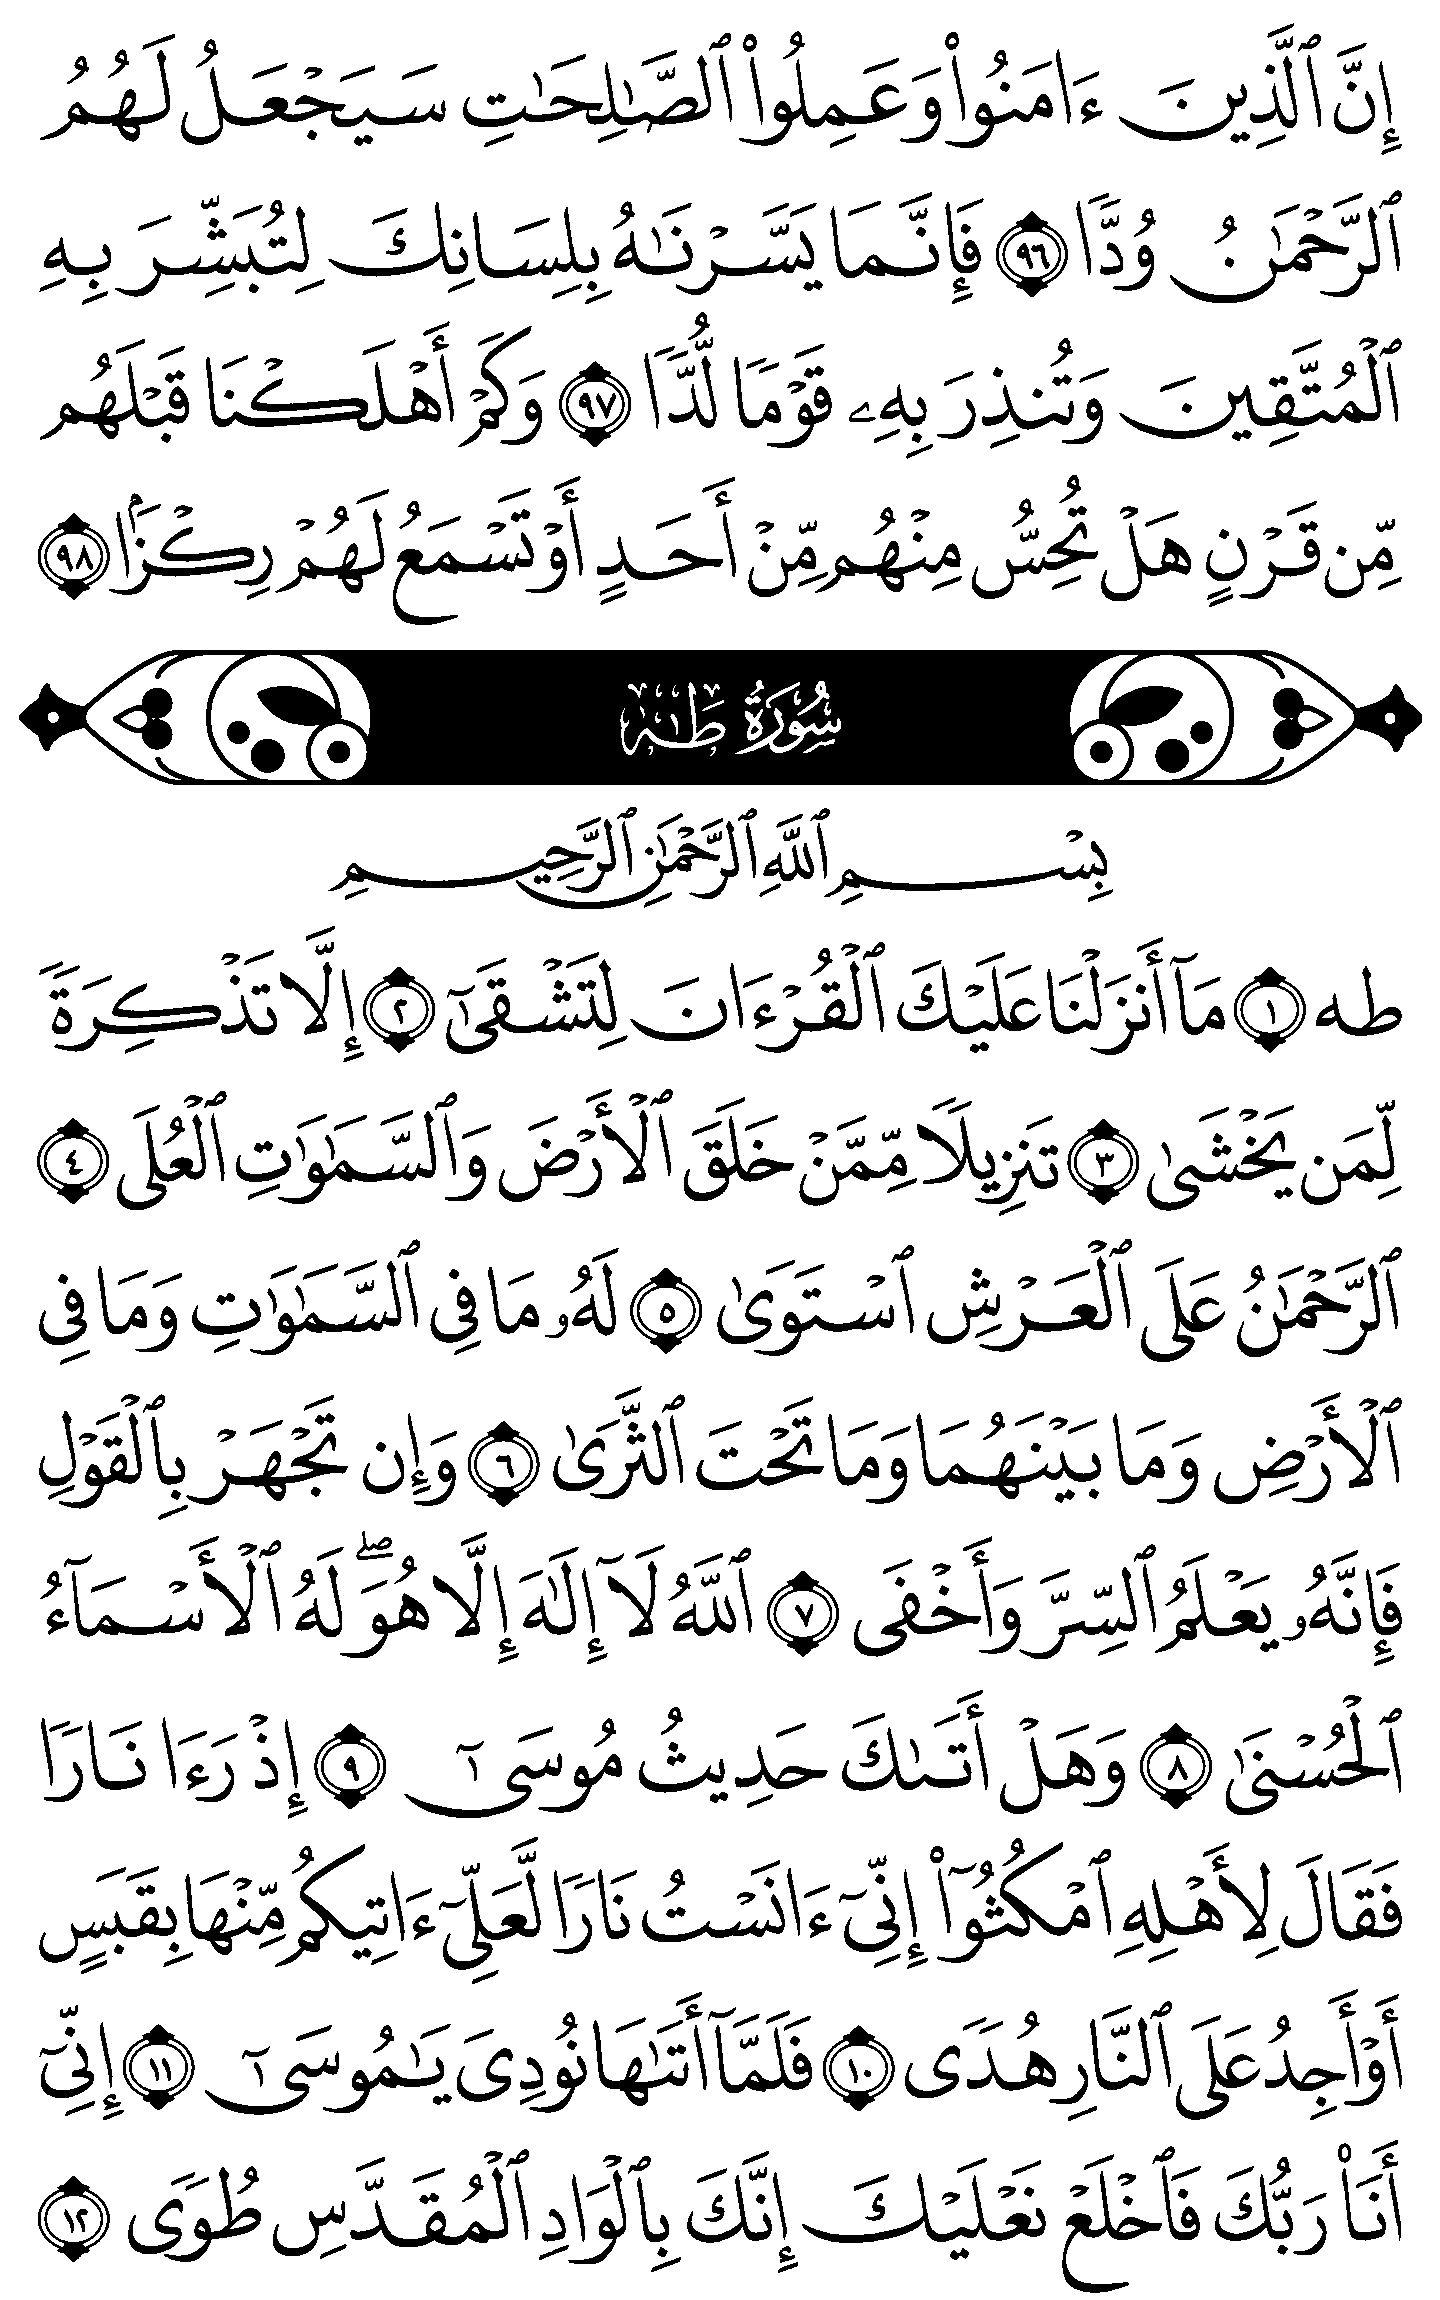 إِنَّ ٱلَّذِينَ ءَامَنُوا۟ وَعَمِلُوا۟ ٱلصَّٰلِحَٰتِ سَيَجْعَلُ لَهُمُ
ٱلرَّحْمَٰنُ وُدًّا ٩٦ فَإِنَّمَا يَسَّرْنَٰهُ بِلِسَانِكَ لِتُبَشِّرَ بِهِ
ٱلْمُتَّقِينَ وَتُنذِرَ بِهِۦ قَوْمًا لُّدًّا ٩٧ وَكَمْ أَهْلَكْنَا قَبْلَهُم
مِّن قَرْنٍ هَلْ تُحِسُّ مِنْهُم مِّنْ أَحَدٍ أَوْ تَسْمَعُ لَهُمْ رِكْزًۢا ٩٨
سُورَةُ طه
بِسْمِ ٱللَّهِ ٱلرَّحْمَٰنِ ٱلرَّحِيمِ
طه ١ مَآ أَنزَلْنَا عَلَيْكَ ٱلْقُرْءَانَ لِتَشْقَىٰٓ ٢ إِلَّا تَذْكِرَةً
لِّمَن يَخْشَىٰ ٣ تَنزِيلًا مِّمَّنْ خَلَقَ ٱلْأَرْضَ وَٱلسَّمَٰوَٰتِ ٱلْعُلَى ٤
ٱلرَّحْمَٰنُ عَلَى ٱلْعَرْشِ ٱسْتَوَىٰ ٥ لَهُۥ مَا فِى ٱلسَّمَٰوَٰتِ وَمَا فِى
ٱلْأَرْضِ وَمَا بَيْنَهُمَا وَمَا تَحْتَ ٱلثَّرَىٰ ٦ وَإِن تَجْهَرْ بِٱلْقَوْلِ
فَإِنَّهُۥ يَعْلَمُ ٱلسِّرَّ وَأَخْفَى ٧ ٱللَّهُ لَآ إِلَٰهَ إِلَّا هُوَۖ لَهُ ٱلْأَسْمَآءُ
ٱلْحُسْنَىٰ ٨ وَهَلْ أَتَىٰكَ حَدِيثُ مُوسَىٰٓ ٩ إِذْ رَءَا نَارًا
فَقَالَ لِأَهْلِهِ ٱمْكُثُوٓا۟ إِنِّىٓ ءَانَسْتُ نَارًا لَّعَلِّىٓ ءَاتِيكُم مِّنْهَا بِقَبَسٍ
أَوْ أَجِدُ عَلَى ٱلنَّارِ هُدًى ١٠ فَلَمَّآ أَتَىٰهَا نُودِىَ يَٰمُوسَىٰٓ ١١ إِنِّىٓ
أَنَا۠ رَبُّكَ فَٱخْلَعْ نَعْلَيْكَ إِنَّكَ بِٱلْوَادِ ٱلْمُقَدَّسِ طُوًى ١٢